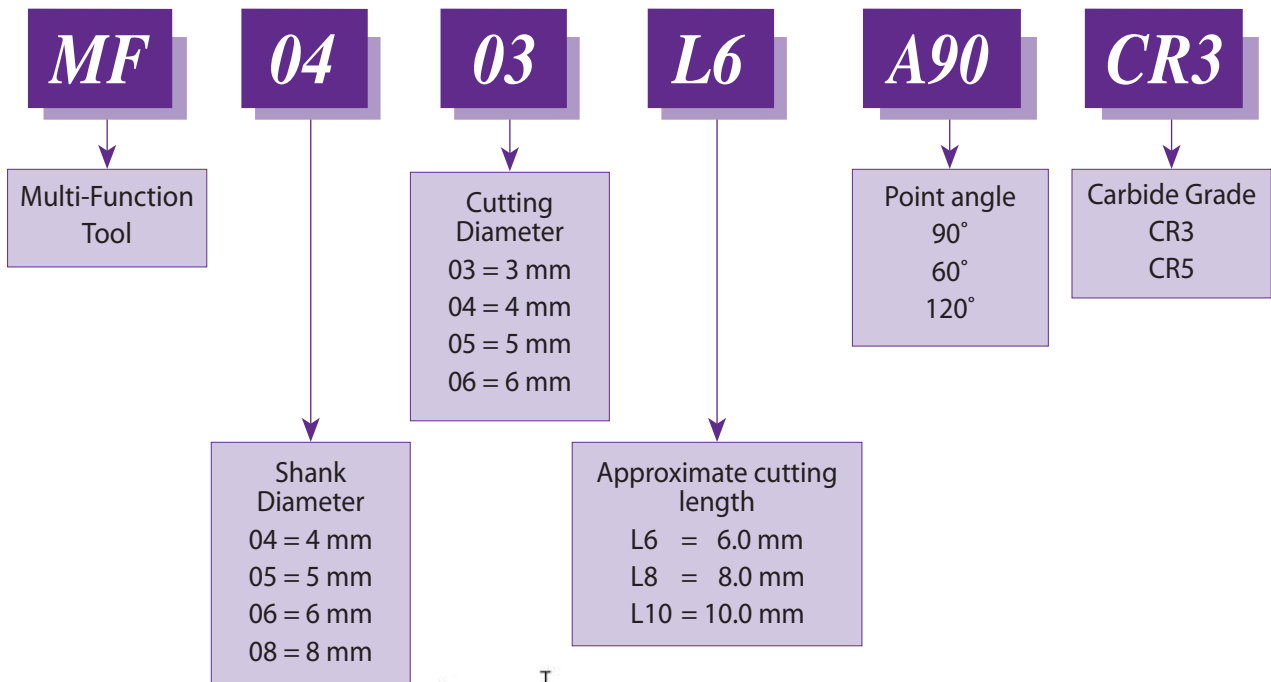 MF 04 03 L6 A90 CR3
Multi-Function
Tool
Shank
Diameter
04 = 4 mm
05 = 5 mm
06 = 6 mm
08 = 8 mm
Cutting
Diameter
03 = 3 mm
04 = 4 mm
05 = 5 mm
06 = 6 mm
Approximate cutting
length
L6 = 6.0 mm
L8 = 8.0 mm
L10 = 10.0 mm
Point angle
90˚
60˚
120˚
Carbide Grade
CR3
CR5